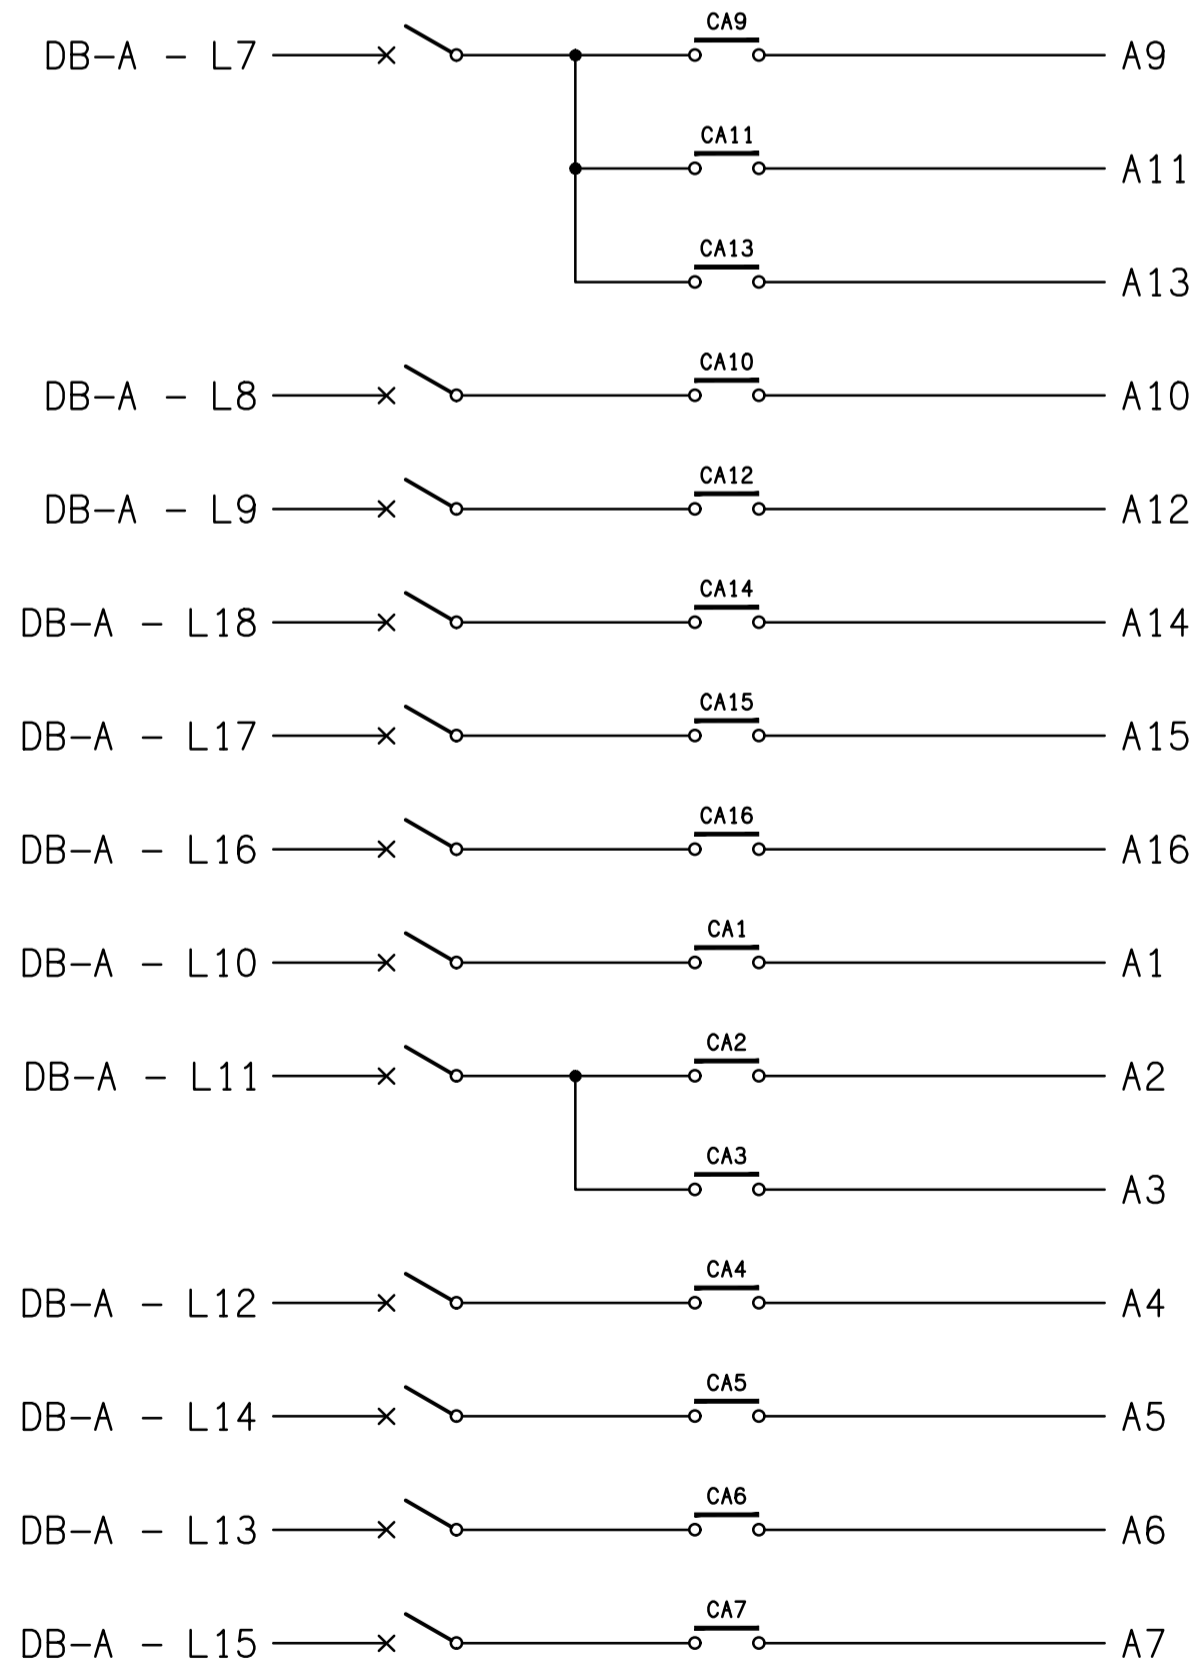 CA9
DB-A - L7 A9
CA11
A11
CA13
A13
CA10
DB-A - L8 A10
CA12
DB-A - L9 A12
CA14
DB-A - L18 A14
CA15
DB-A - L17 A15
CA16
DB-A - L16 A16
CA1
DB-A - L10 A1
CA2
DB-A - L11 A2
CA3
A3
CA4
DB-A - L12 A4
CA5
DB-A - L14 A5
CA6
DB-A - L13 A6
CA7
DB-A - L15 A7